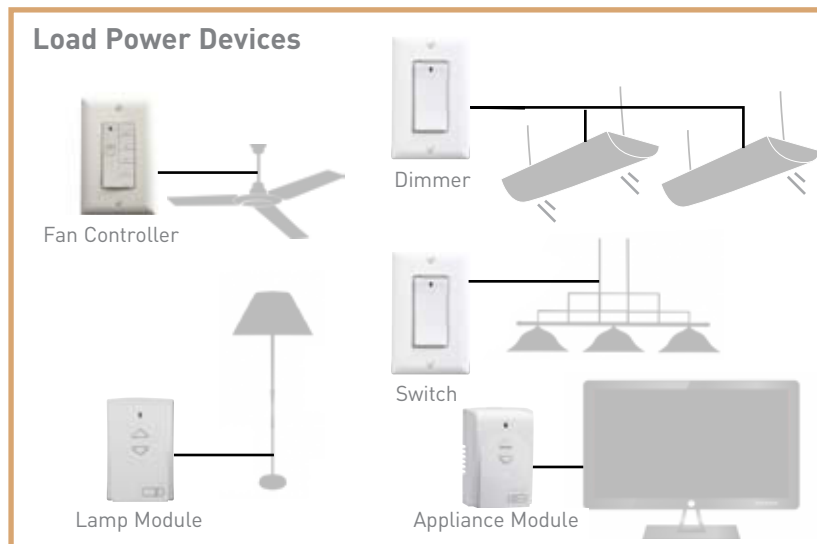 Load Power Devices
Dimmer
Fan Controller
Switch
Lamp Module
Appliance Module